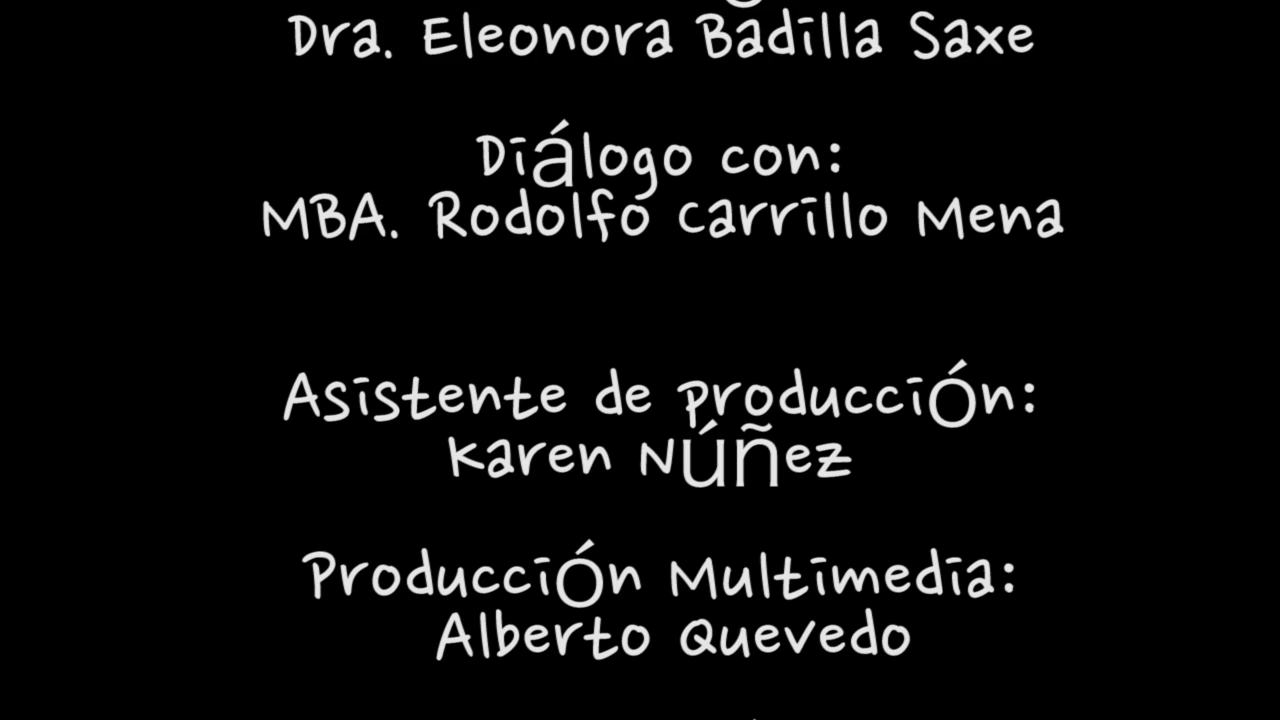 Dra. Eleonora Badilla Saxe
Diálogo con:
MBA. Rodolfo Carrillo Mena
Asistente de producción:
Karen Núñez
Producción Multimedia:
Alberto Quevedo